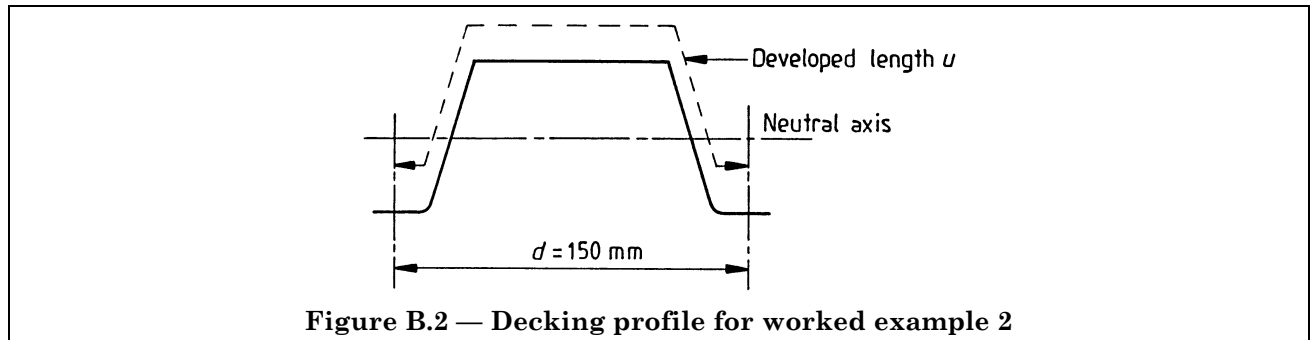 Developed length u
Neutral axis
d = 150 mm
Figure B.2 — Decking profile for worked example 2